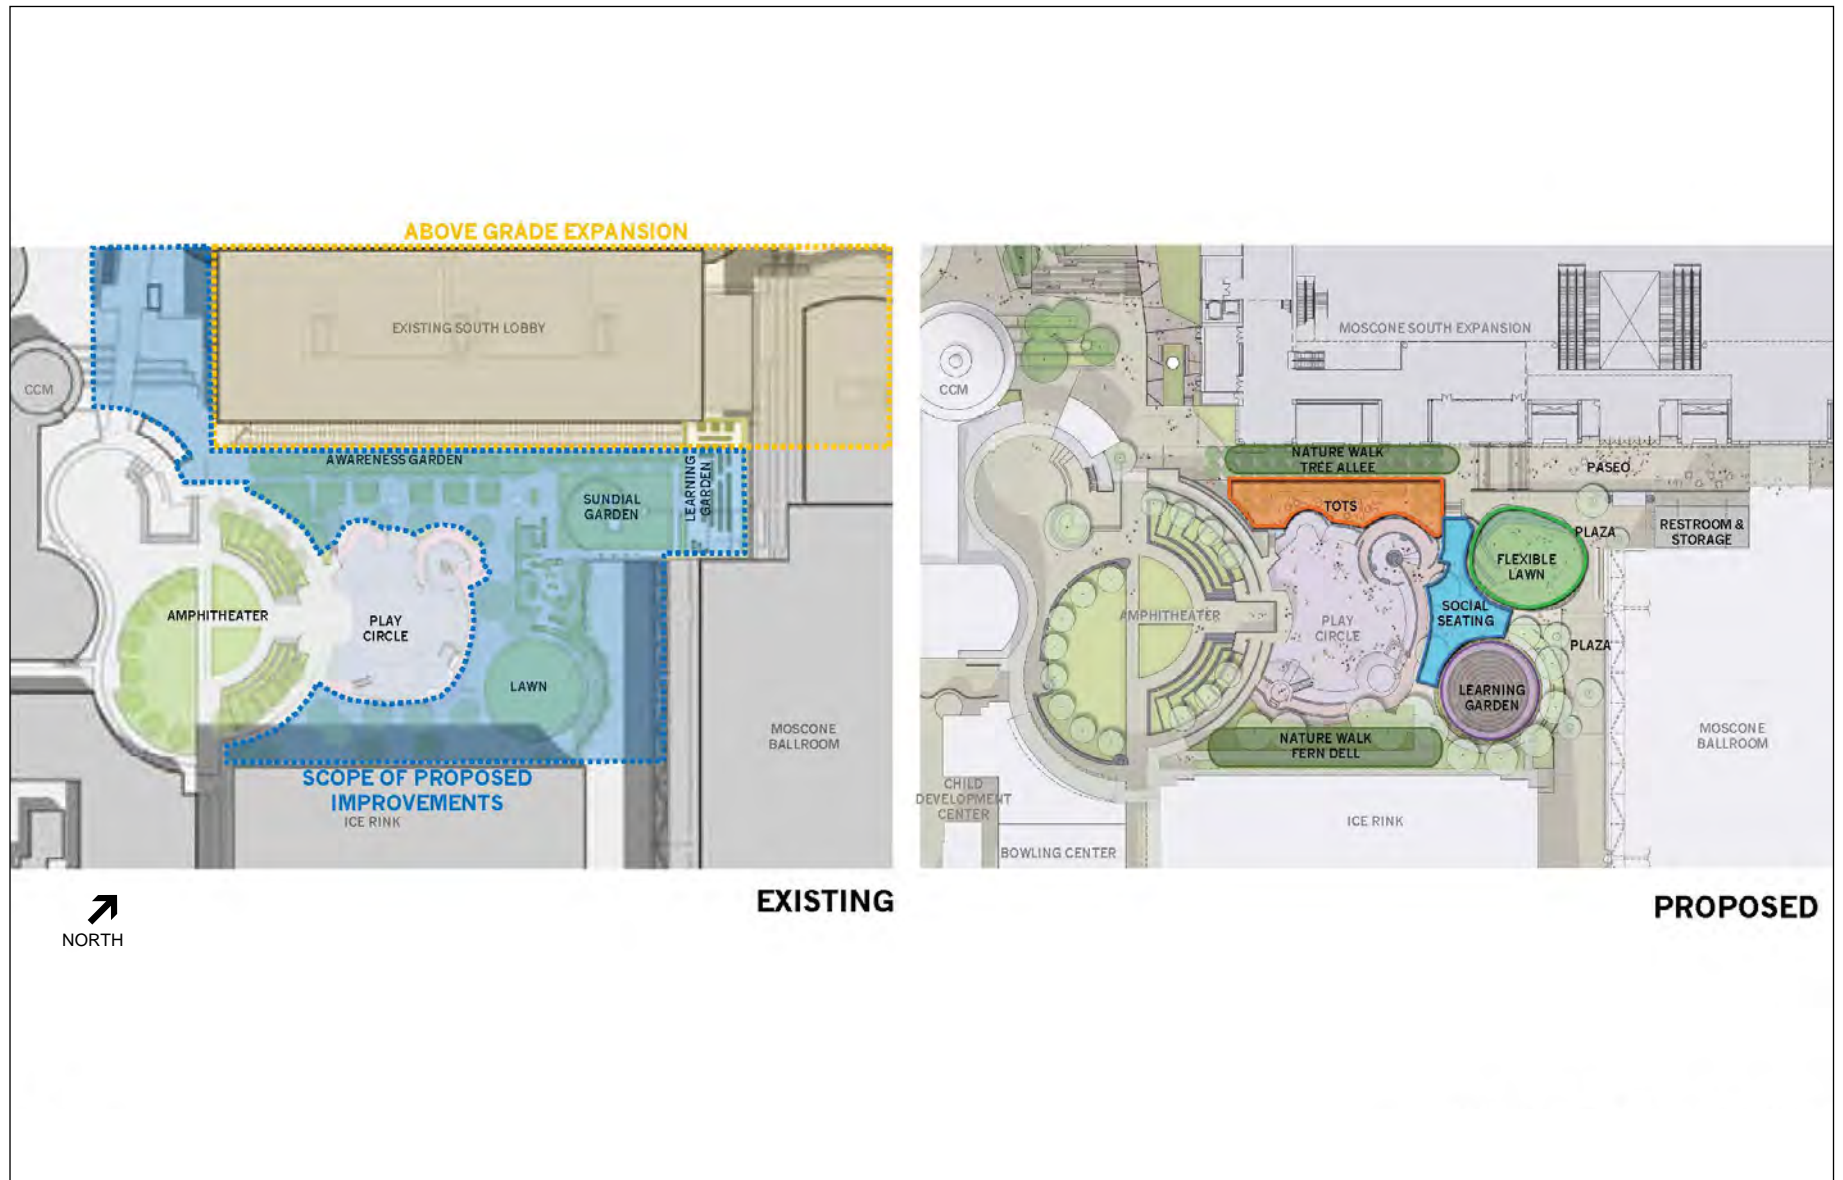 ABOVE GRADE EXPANSION
EXISTING SOUTH LOBBY
CCM
AWARENESS GARDEN
LEARNING
GARDEN
SUNDIAL
GARDEN
AMPHITHEATER
PLAY
CIRCLE
LAWN
MOSCONE
BALLROOM
SCOPE OF PROPOSED
IMPROVEMENTS
ICE RINK
EXISTING
NORTH
MOSCONE SOUTH EXPANSION
CCM
NATURE WALK
TREE ALLEE
PASEO
TOTS
PLAZA
RESTROOM &
STORAGE
FLEXIBLE
LAWN
AMPHITHEATER
PLAY
CIRCLE
SOCIAL
SEATING
PLAZA
LEARNING
GARDEN
MOSCONE
BALLROOM
NATURE WALK
FERN DELL
CHILD
DEVELOPMENT
CENTER
ICE RINK
BOWLING CENTER
PROPOSED